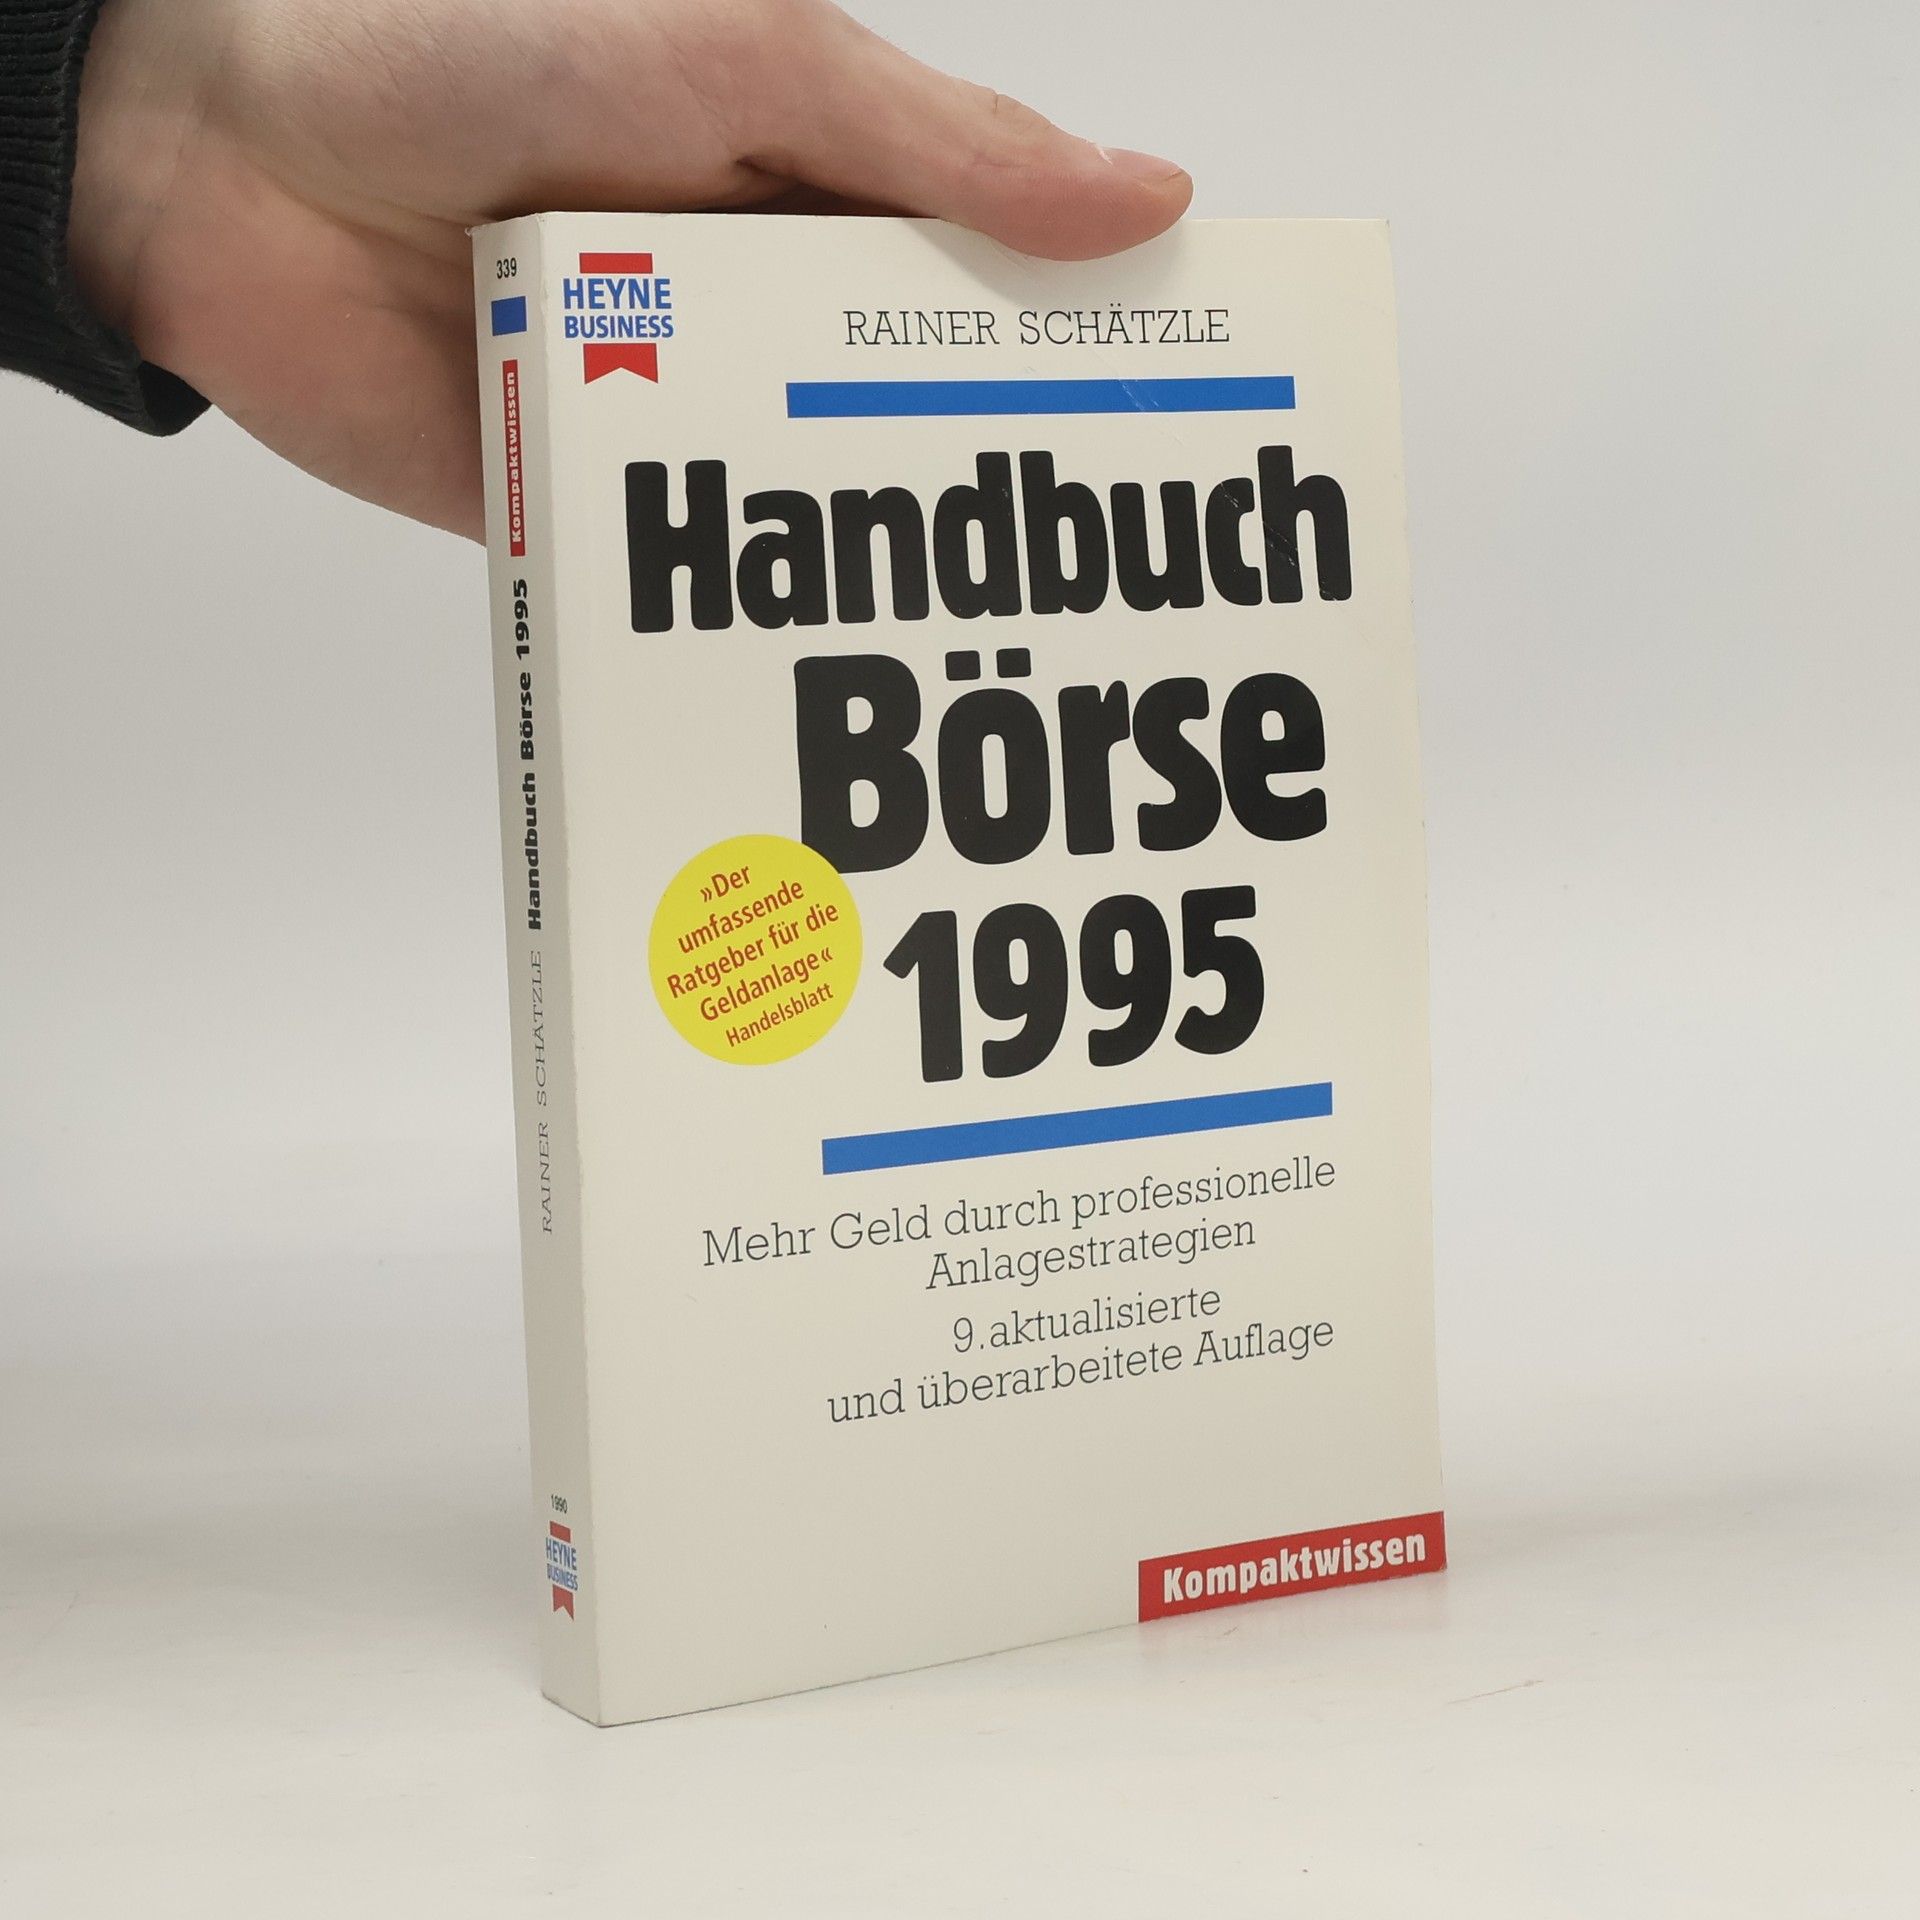 339
Kompaktwissen
RAINER SCHÄTZLE Handbuch Börse 1995
1990
HEYNE
BUSINESS
HEYNE
BUSINESS
RAINER SCHÄTZLE
Handbuch
Börse
1995
»Der
umfassende
Ratgeber für die
Geldanlage«
Handelsblatt
Mehr Geld durch professionelle
Anlagestrategien
9.aktualisierte
und überarbeitete Auflage
Kompaktwissen